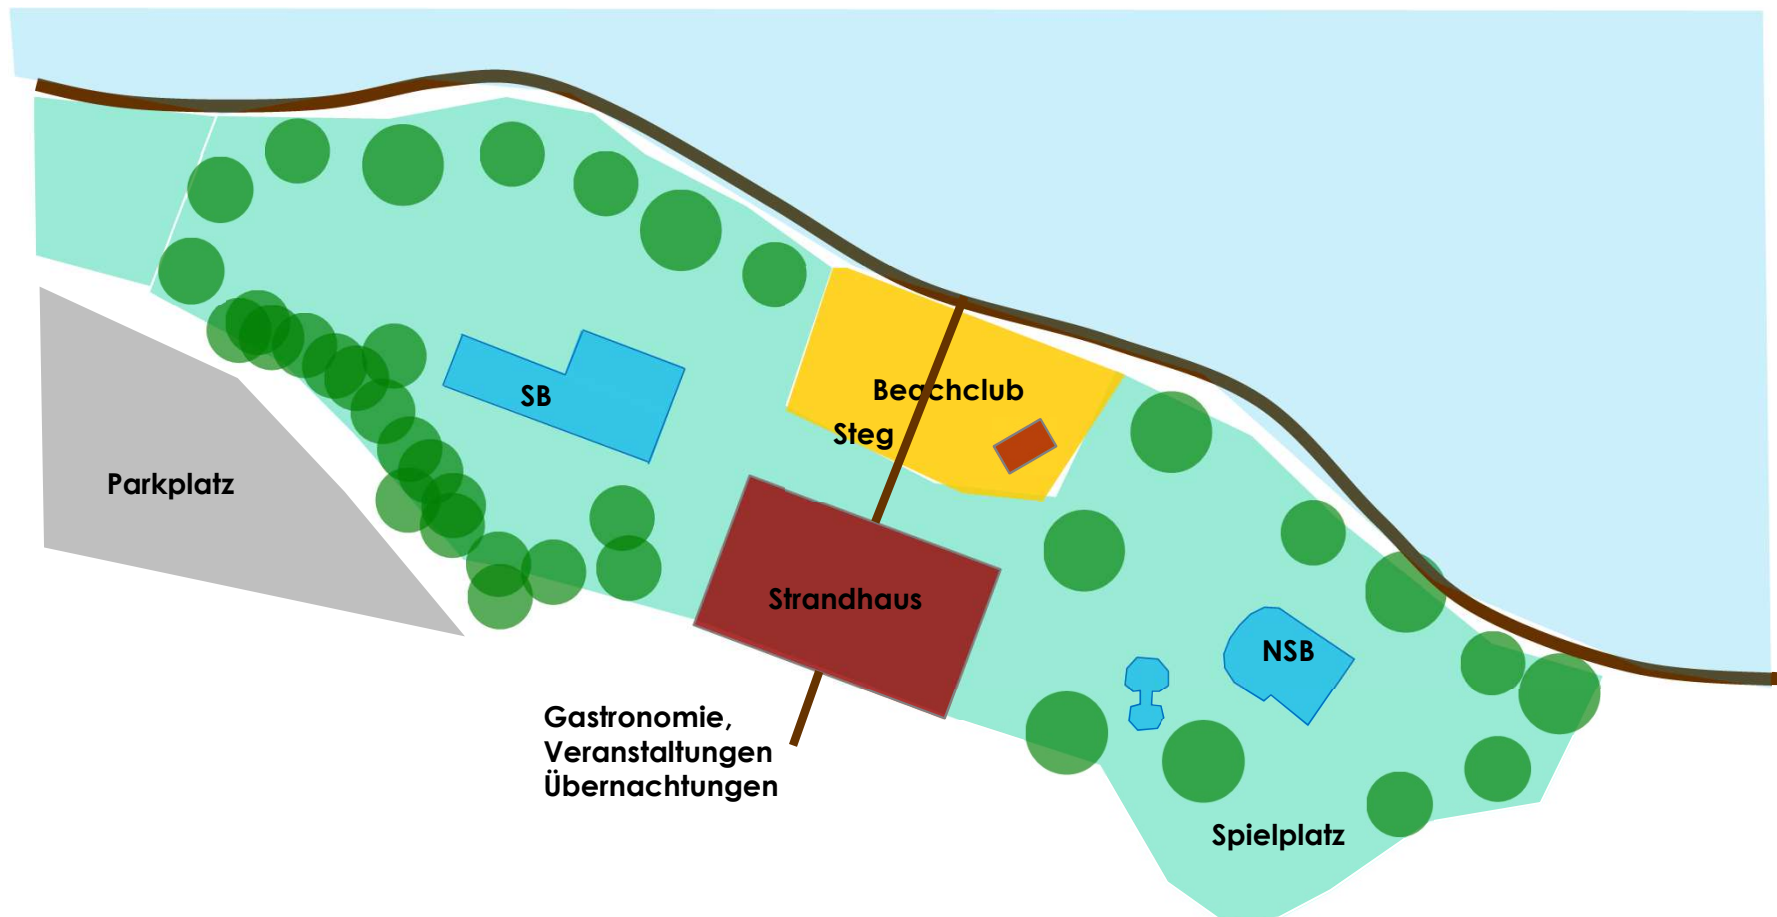 Beachclub
SB
Steg
Parkplatz
Strandhaus
NSB
Gastronomie,
Veranstaltungen
Übernachtungen
Spielplatz